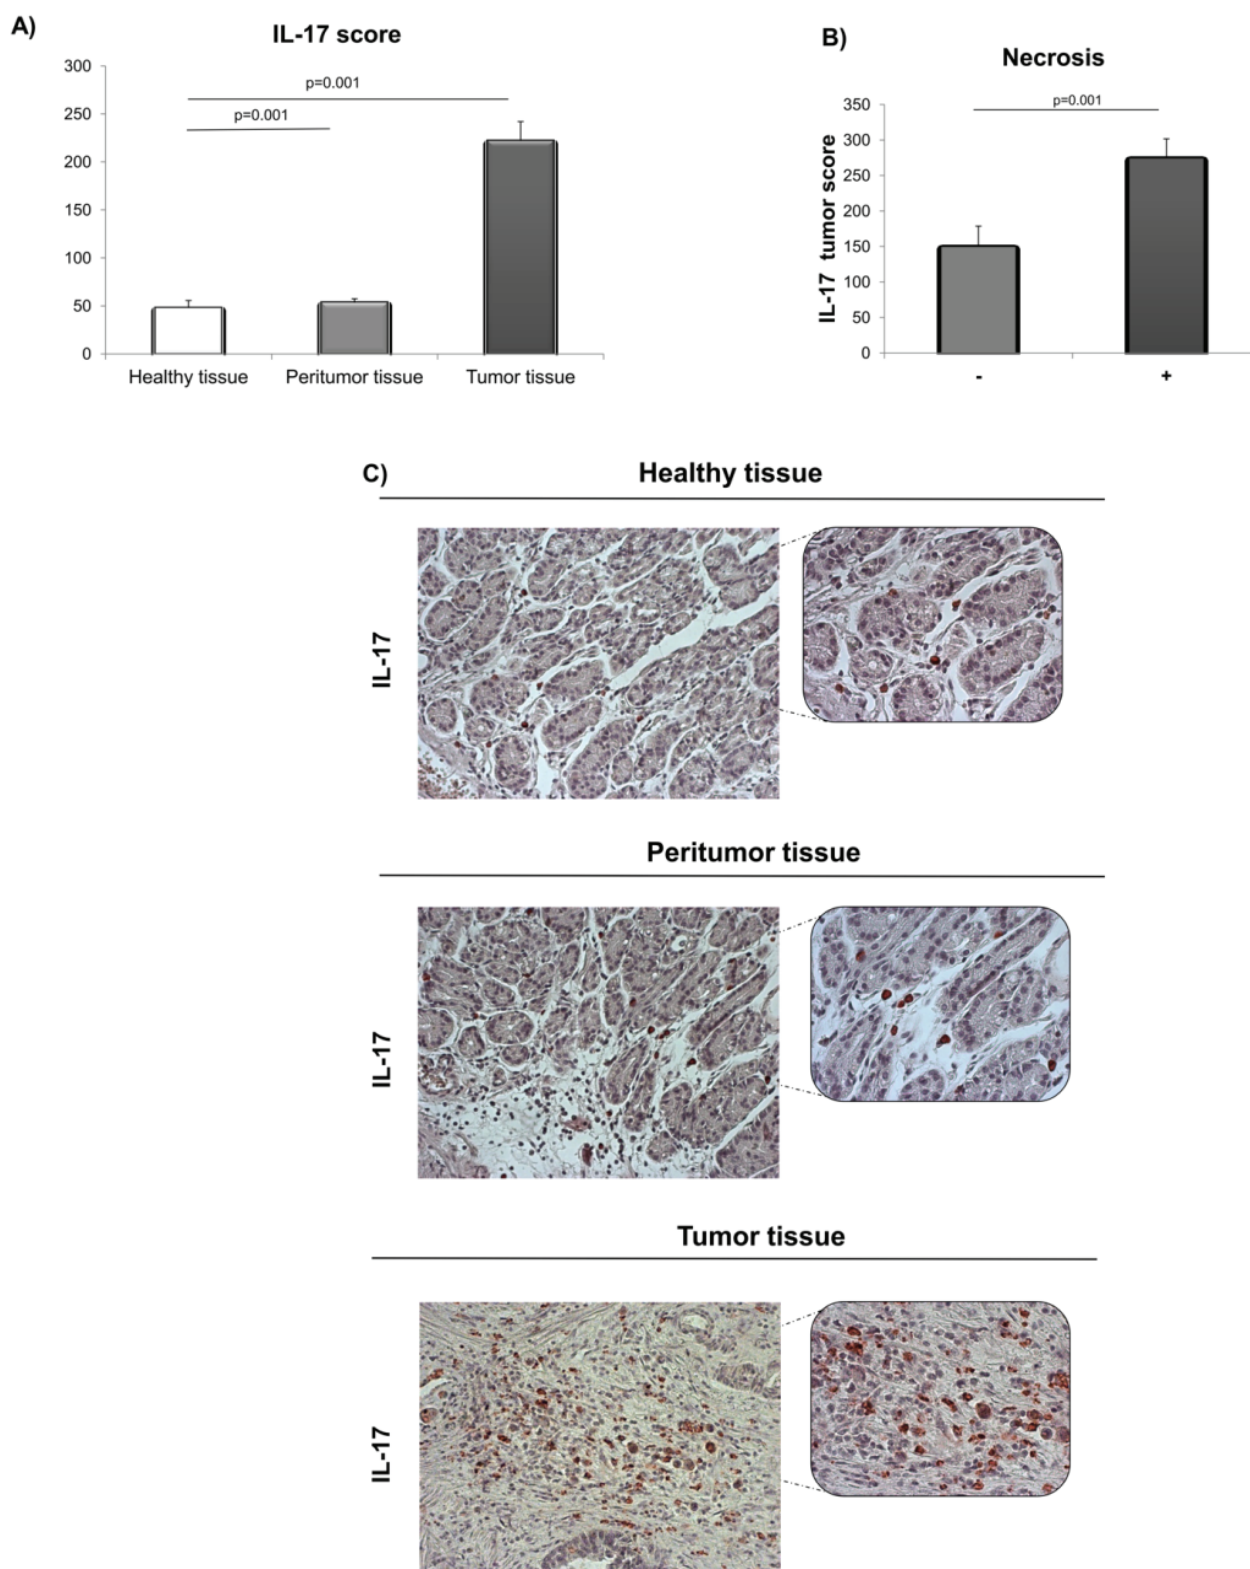 A)
IL-17 score
300
250
200
150
100
50
0
p=0.001
p=0.001
Healthy tissue
Peritumor tissue
Tumor tissue
B)
Necrosis
IL-17 tumor score
350
300
250
200
150
100
50
0
p=0.001
-
+
C)
Healthy tissue
IL-17
Peritumor tissue
IL-17
Tumor tissue
IL-17